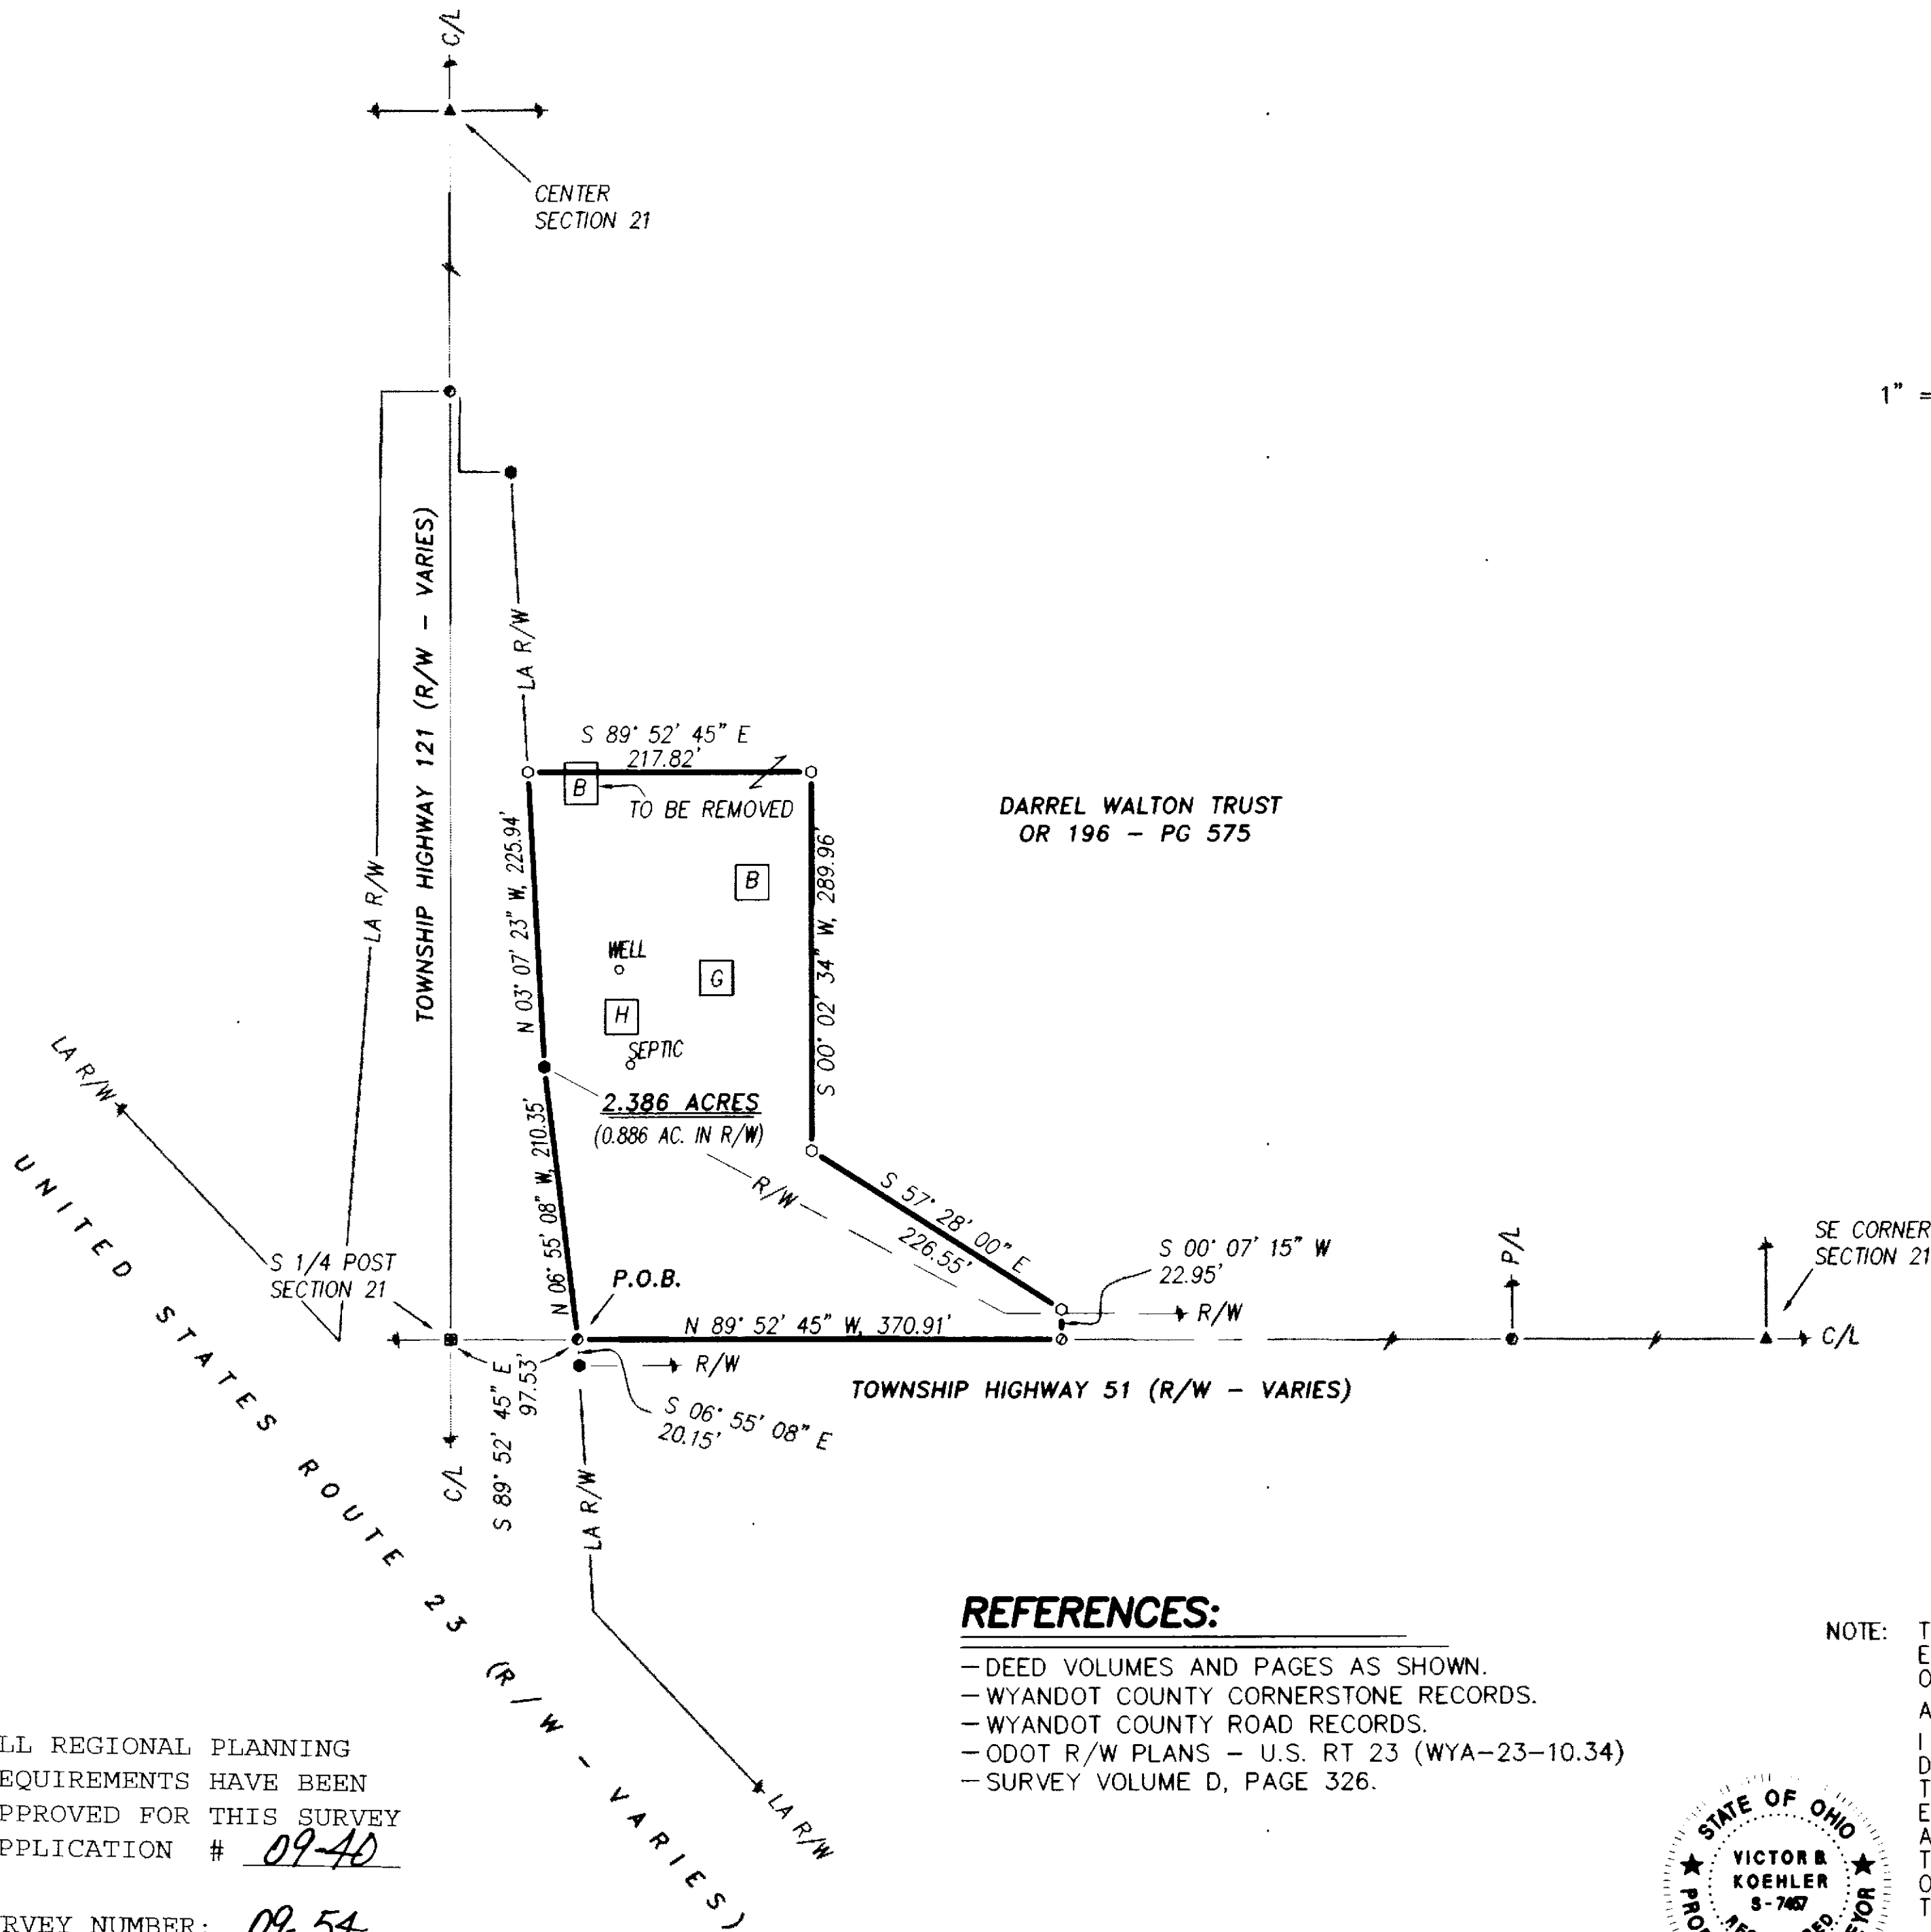 C/L
CENTER
SECTION 21
1" =
TOWNSHIP HIGHWAY 121 (R/W - VARIES)
LA R/W
LA R/W
S 89° 52' 45" E
217.82'
B
TO BE REMOVED
DARREL WALTON TRUST
OR 196 - PG 575
N 03° 07' 23" W, 225.94'
B
S 00° 02' 34" W, 289.96'
WELL
G
H
SEPTIC
LA R/W
2.386 ACRES
(0.886 AC. IN R/W)
N 06° 55' 08" W, 210.35'
R/W
S 57° 28' 00" E
226.55'
S 00° 07' 15" W
22.95'
P/L
SE CORNER
SECTION 21
S 1/4 POST
SECTION 21
P.O.B.
R/W
N 89° 52' 45" W, 370.91'
C/L
R/W
TOWNSHIP HIGHWAY 51 (R/W - VARIES)
S 89° 52' 45" E
97.53'
S 06° 55' 08" E
20.15'
C/L
LA R/W
UNITED STATES ROUTE 23 (R/W - VARIES)
LA R/W
REFERENCES:
- DEED VOLUMES AND PAGES AS SHOWN.
- WYANDOT COUNTY CORNERSTONE RECORDS.
- WYANDOT COUNTY ROAD RECORDS.
- ODOT R/W PLANS - U.S. RT 23 (WYA-23-10.34)
- SURVEY VOLUME D, PAGE 326.
NOTE: T
E
O
A
I
D
T
E
A
T
O
T
LL REGIONAL PLANNING
EQUIREMENTS HAVE BEEN
PPROVED FOR THIS SURVEY
PPLICATION # 09-40
RVEY NUMBER: 09-54
STATE OF OHIO
VICTOR B.
KOEHLER
S-7467